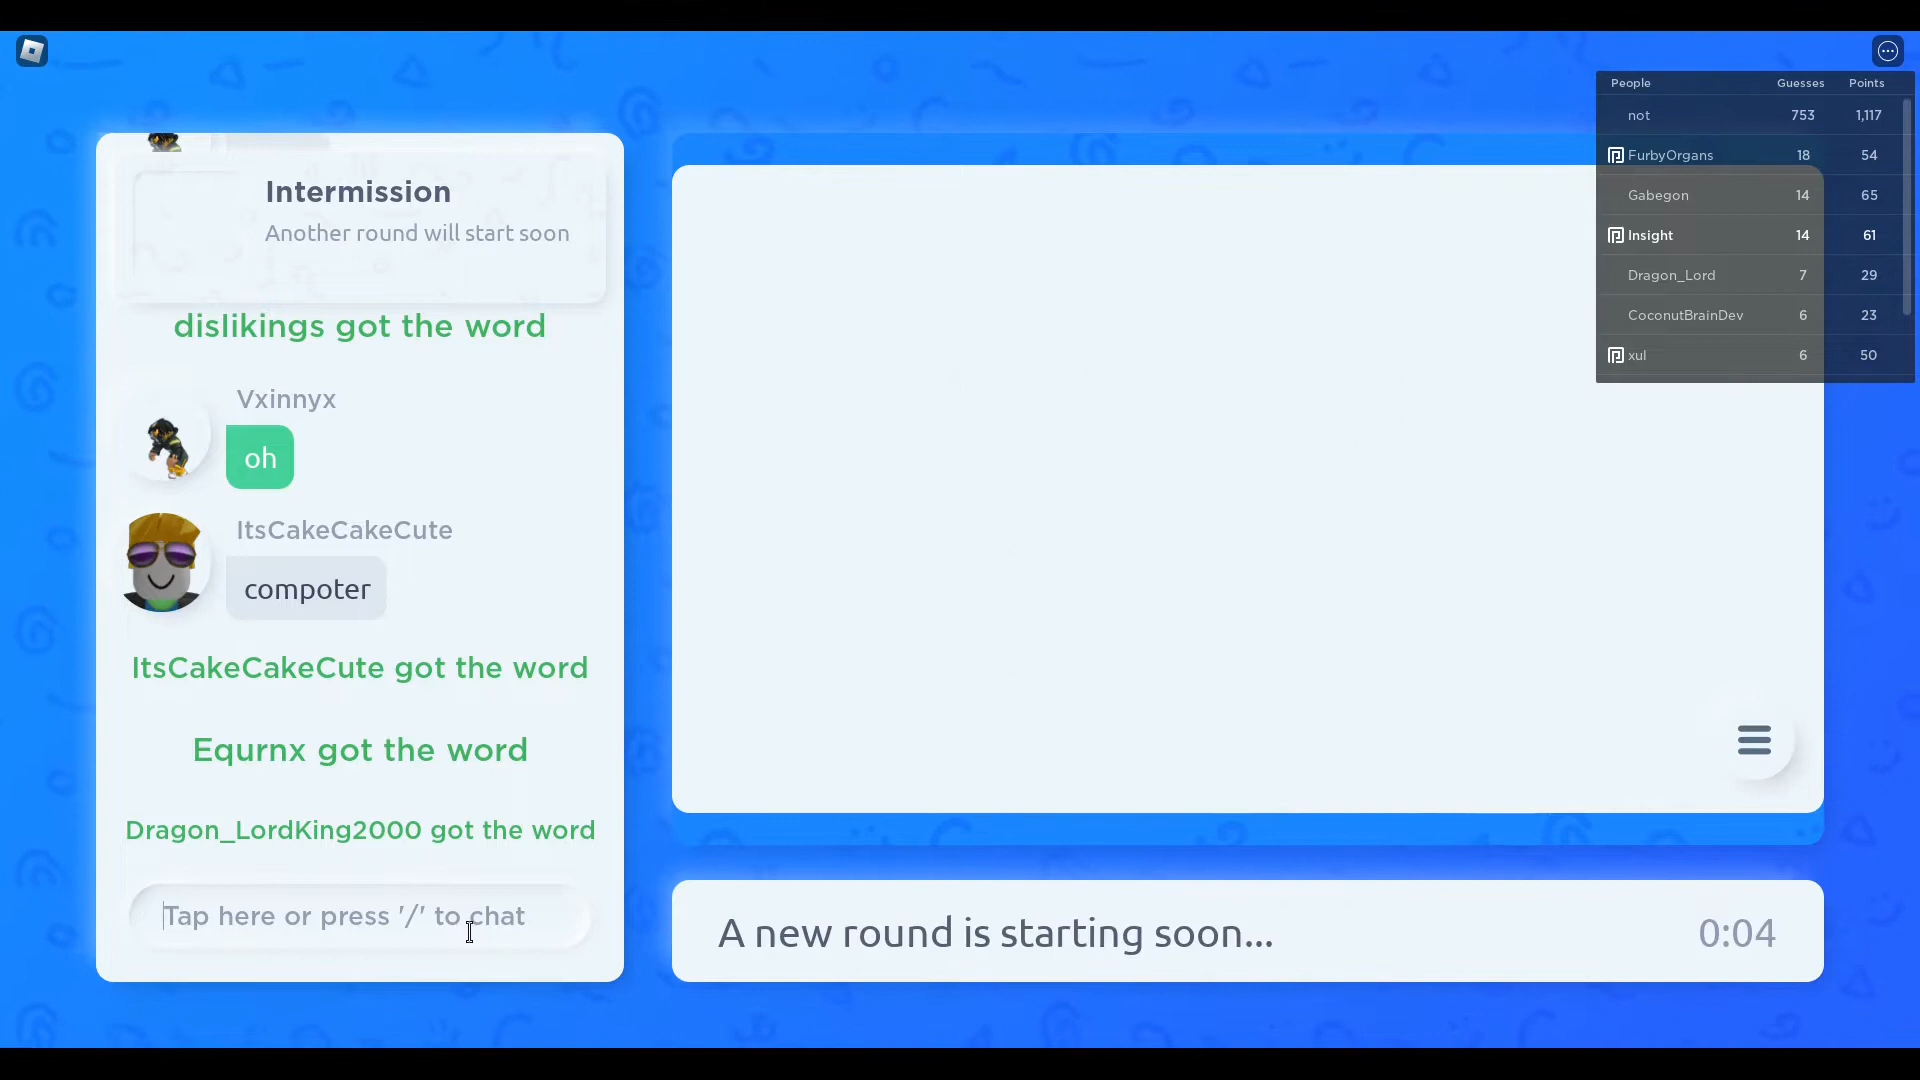 Intermission
Another round will start soon
dislikings got the word
Vxinnyx
oh
ItsCakeCakeCute
compoter
ItsCakeCakeCute got the word
Equrnx got the word
Dragon_LordKing2000 got the word
Tap here or press '/' to chat
A new round is starting soon... 0:04
People Guesses Points
not 753 1,117
FurbyOrgans 18 54
Gabegon 14 65
Insight 14 61
Dragon_Lord 7 29
CoconutBrainDev 6 23
xul 6 50